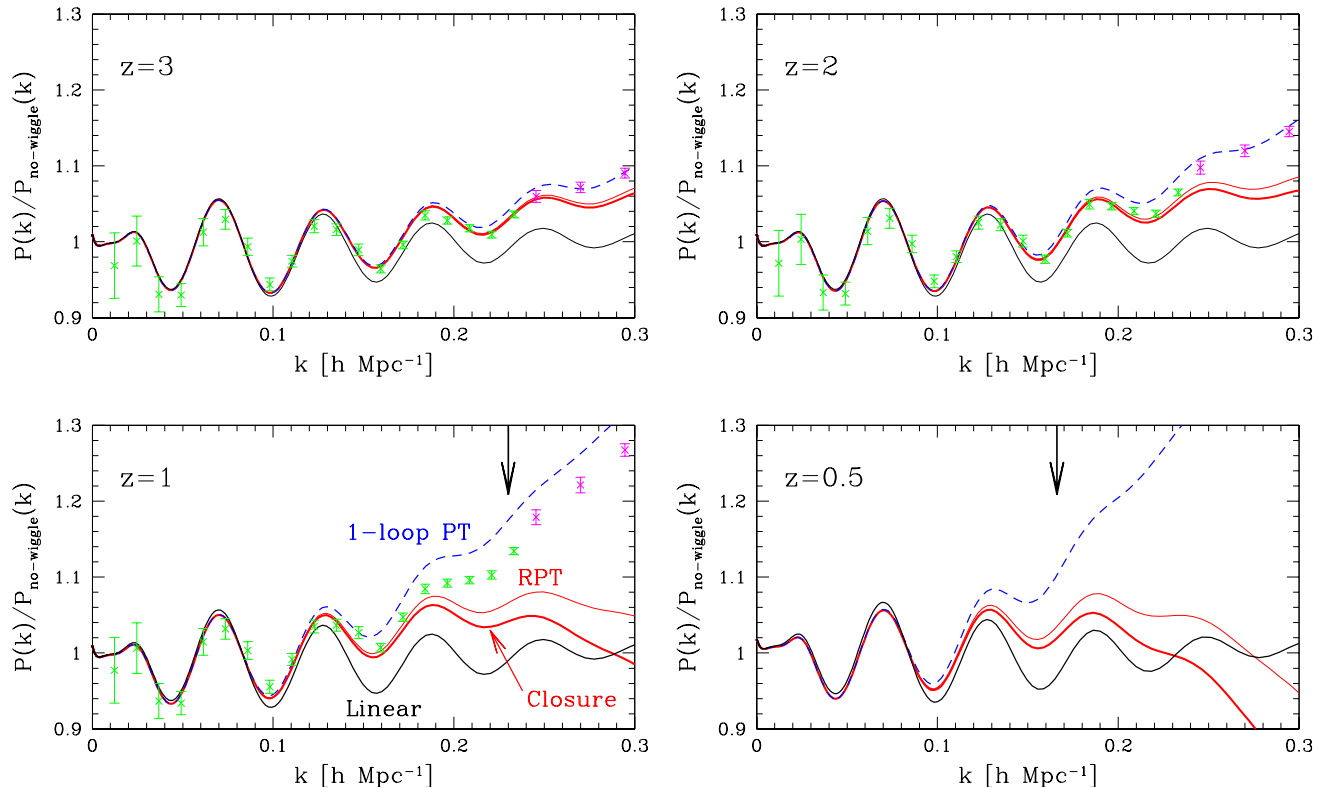 1.3
1.2
1.1
1
0.9
P(k)/P_no-wiggle(k)
z=3
0
0.1
0.2
0.3
k [h Mpc⁻¹]
1.3
1.2
1.1
1
0.9
P(k)/P_no-wiggle(k)
z=2
0
0.1
0.2
0.3
k [h Mpc⁻¹]
1.3
1.2
1.1
1
0.9
P(k)/P_no-wiggle(k)
z=1
1-loop PT
RPT
Closure
Linear
0
0.1
0.2
0.3
k [h Mpc⁻¹]
1.3
1.2
1.1
1
0.9
P(k)/P_no-wiggle(k)
z=0.5
0
0.1
0.2
0.3
k [h Mpc⁻¹]